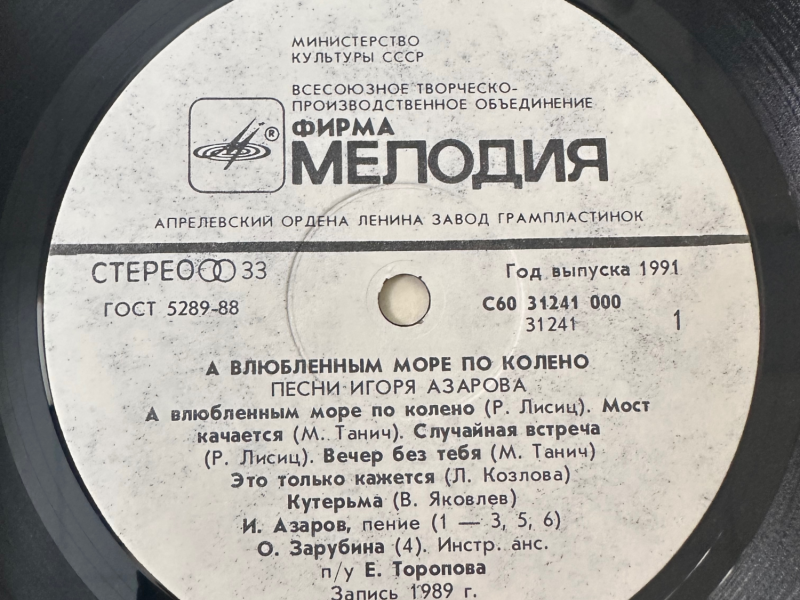 МИНИСТЕРСТВО
КУЛЬТУРЫ СССР
ВСЕСОЮЗНОЕ ТВОРЧЕСКО-
ПРОИЗВОДСТВЕННОЕ ОБЪЕДИНЕНИЕ
®
ФИРМА
МЕЛОДИЯ
АПРЕЛЕВСКИЙ ОРДЕНА ЛЕНИНА ЗАВОД ГРАМПЛАСТИНОК
СТЕРЕО 33
Год выпуска 1991
ГОСТ 5289-88
С60 31241 000
31241
1
А ВЛЮБЛЕННЫМ МОРЕ ПО КОЛЕНО
ПЕСНИ ИГОРЯ АЗАРОВА
А влюбленным море по колено (Р. Лисиц). Мост
качается (М. Танич). Случайная встреча
(Р. Лисиц). Вечер без тебя (М. Танич)
Это только кажется (Л. Козлова)
Кутерьма (В. Яковлев)
И. Азаров, пение (1 — 3, 5, 6)
О. Зарубина (4). Инстр. анс.
п/у Е. Торопова
Запись 1989 г.